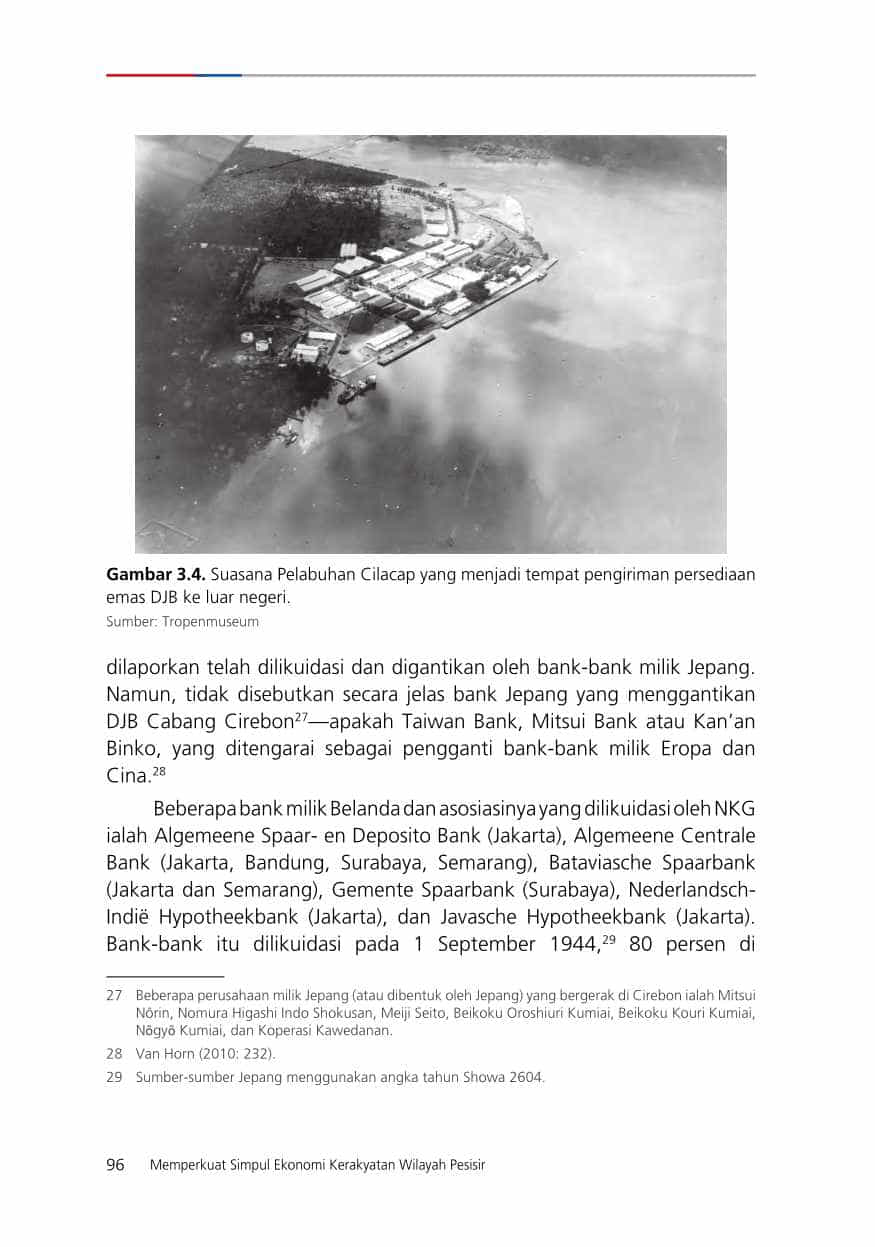 Gambar 3.4. Suasana Pelabuhan Cilacap yang menjadi tempat pengiriman persediaan
emas DJB ke luar negeri.
Sumber: Tropenmuseum
dilaporkan telah dilikuidasi dan digantikan oleh bank-bank milik Jepang.
Namun, tidak disebutkan secara jelas bank Jepang yang menggantikan
DJB Cabang Cirebon²⁷—apakah Taiwan Bank, Mitsui Bank atau Kan’an
Binko, yang ditengarai sebagai pengganti bank-bank milik Eropa dan
Cina.²⁸
Beberapa bank milik Belanda dan asosiasinya yang dilikuidasi oleh NKG
ialah Algemeene Spaar- en Deposito Bank (Jakarta), Algemeene Centrale
Bank (Jakarta, Bandung, Surabaya, Semarang), Bataviasche Spaarbank
(Jakarta dan Semarang), Gemente Spaarbank (Surabaya), Nederlandsch-
Indië Hypotheekbank (Jakarta), dan Javasche Hypotheekbank (Jakarta).
Bank-bank itu dilikuidasi pada 1 September 1944,²⁹ 80 persen di
27 Beberapa perusahaan milik Jepang (atau dibentuk oleh Jepang) yang bergerak di Cirebon ialah Mitsui
Nôrin, Nomura Higashi Indo Shokusan, Meiji Seito, Beikoku Oroshiuri Kumiai, Beikoku Kouri Kumiai,
Nōgyō Kumiai, dan Koperasi Kawedanan.
28 Van Horn (2010: 232).
29 Sumber-sumber Jepang menggunakan angka tahun Showa 2604.
96 Memperkuat Simpul Ekonomi Kerakyatan Wilayah Pesisir